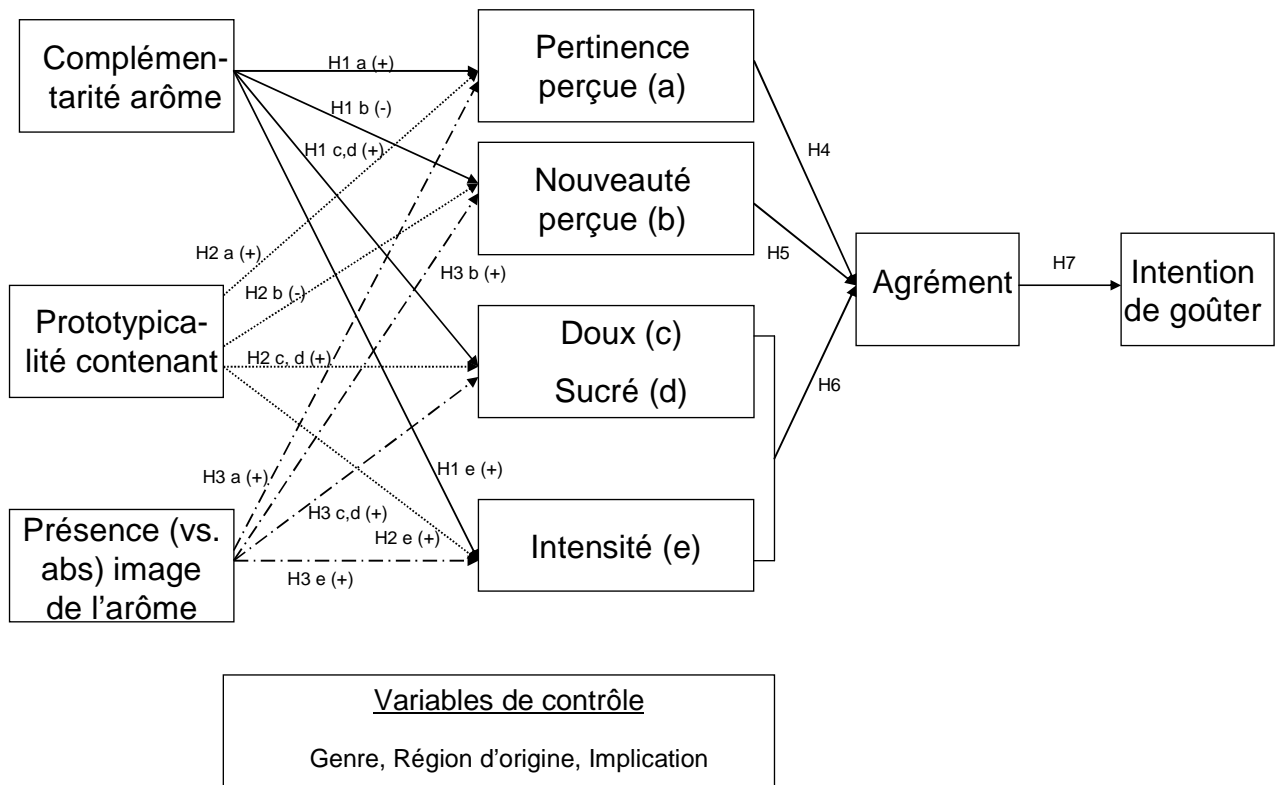 Complémen-
tarité arôme
Prototypica-
lité contenant
Présence (vs.
abs) image
de l'arôme
H1 a (+)
H1 b (-)
H1 c,d (+)
H2 a (+)
H2 b (-)
H3 b (+)
H2 c, d (+)
H3 a (+)
H1 e (+)
H3 c,d (+)
H2 e (+)
H3 e (+)
Pertinence
perçue (a)
Nouveauté
perçue (b)
Doux (c)
Sucré (d)
Intensité (e)
H4
H5
H6
Agrément
H7
Intention
de goûter
Variables de contrôle
Genre, Région d'origine, Implication